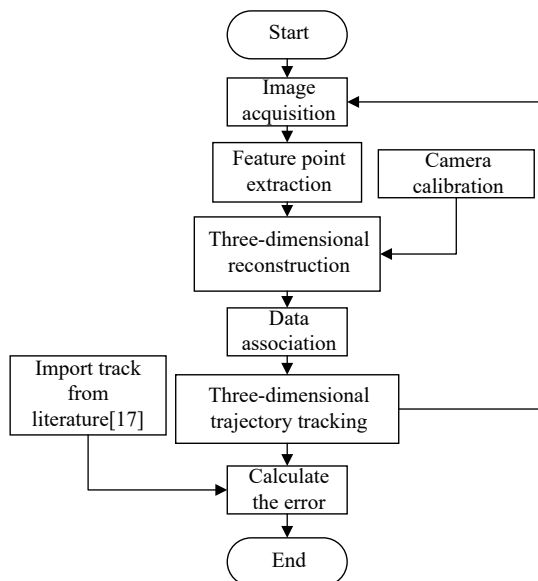 Start
Image
acquisition
Feature point
extraction
Camera
calibration
Three-dimensional
reconstruction
Data
association
Import track
from
literature[17]
Three-dimensional
trajectory tracking
Calculate
the error
End